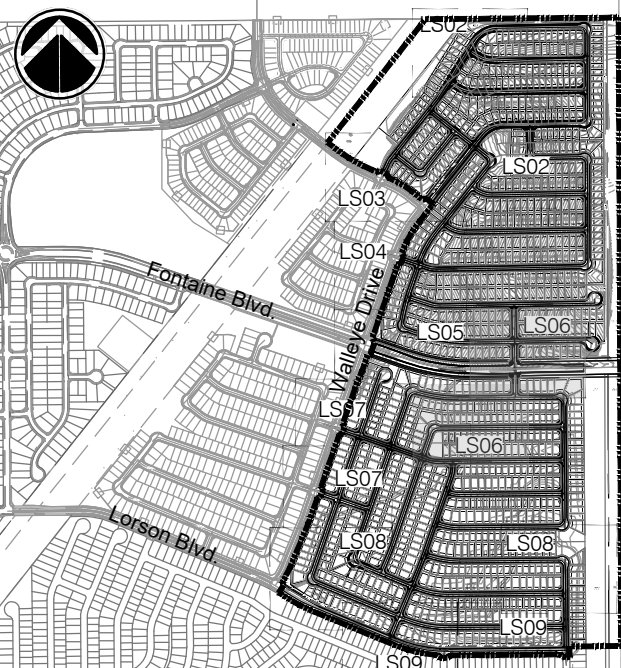 LS02
LS02
LS03
LS04
Fontaine Blvd.
Walleye Drive
LS05
LS06
LS07
LS06
LS07
Lorson Blvd.
LS08
LS08
LS09
LS09